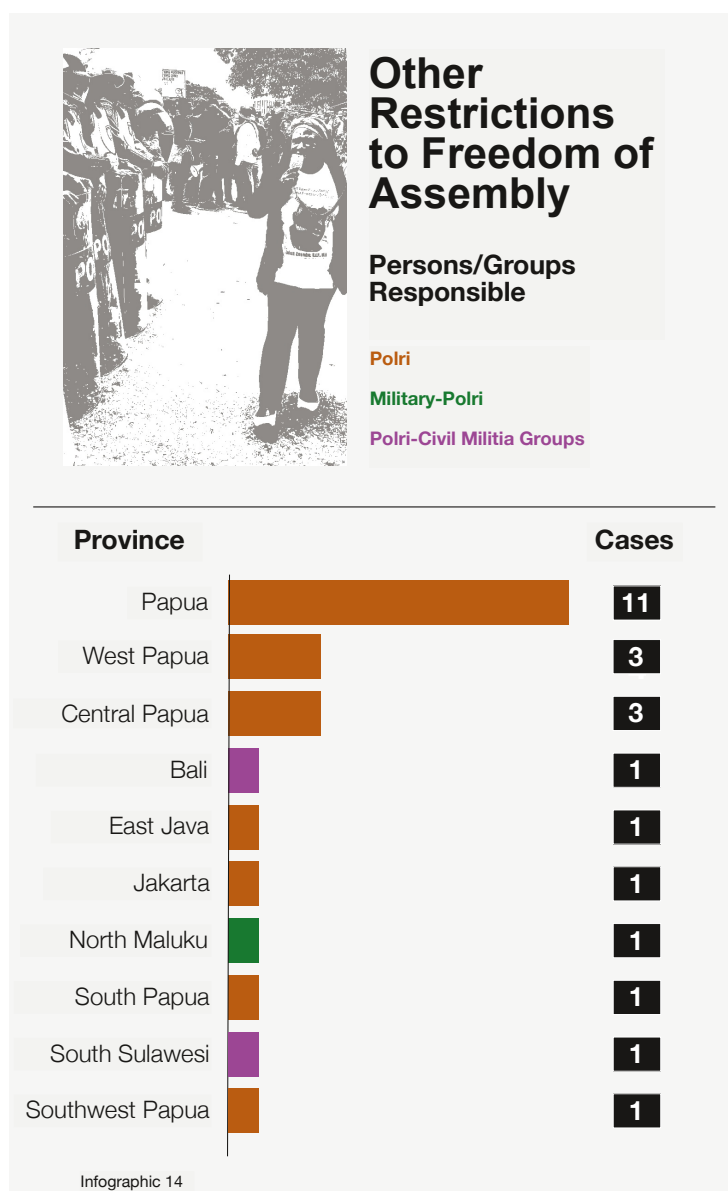 Other
Restrictions
to Freedom of
Assembly
Persons/Groups
Responsible
Polri
Military-Polri
Polri-Civil Militia Groups
Province Cases
Papua 11
West Papua 3
Central Papua 3
Bali 1
East Java 1
Jakarta 1
North Maluku 1
South Papua 1
South Sulawesi 1
Southwest Papua 1
Infographic 14